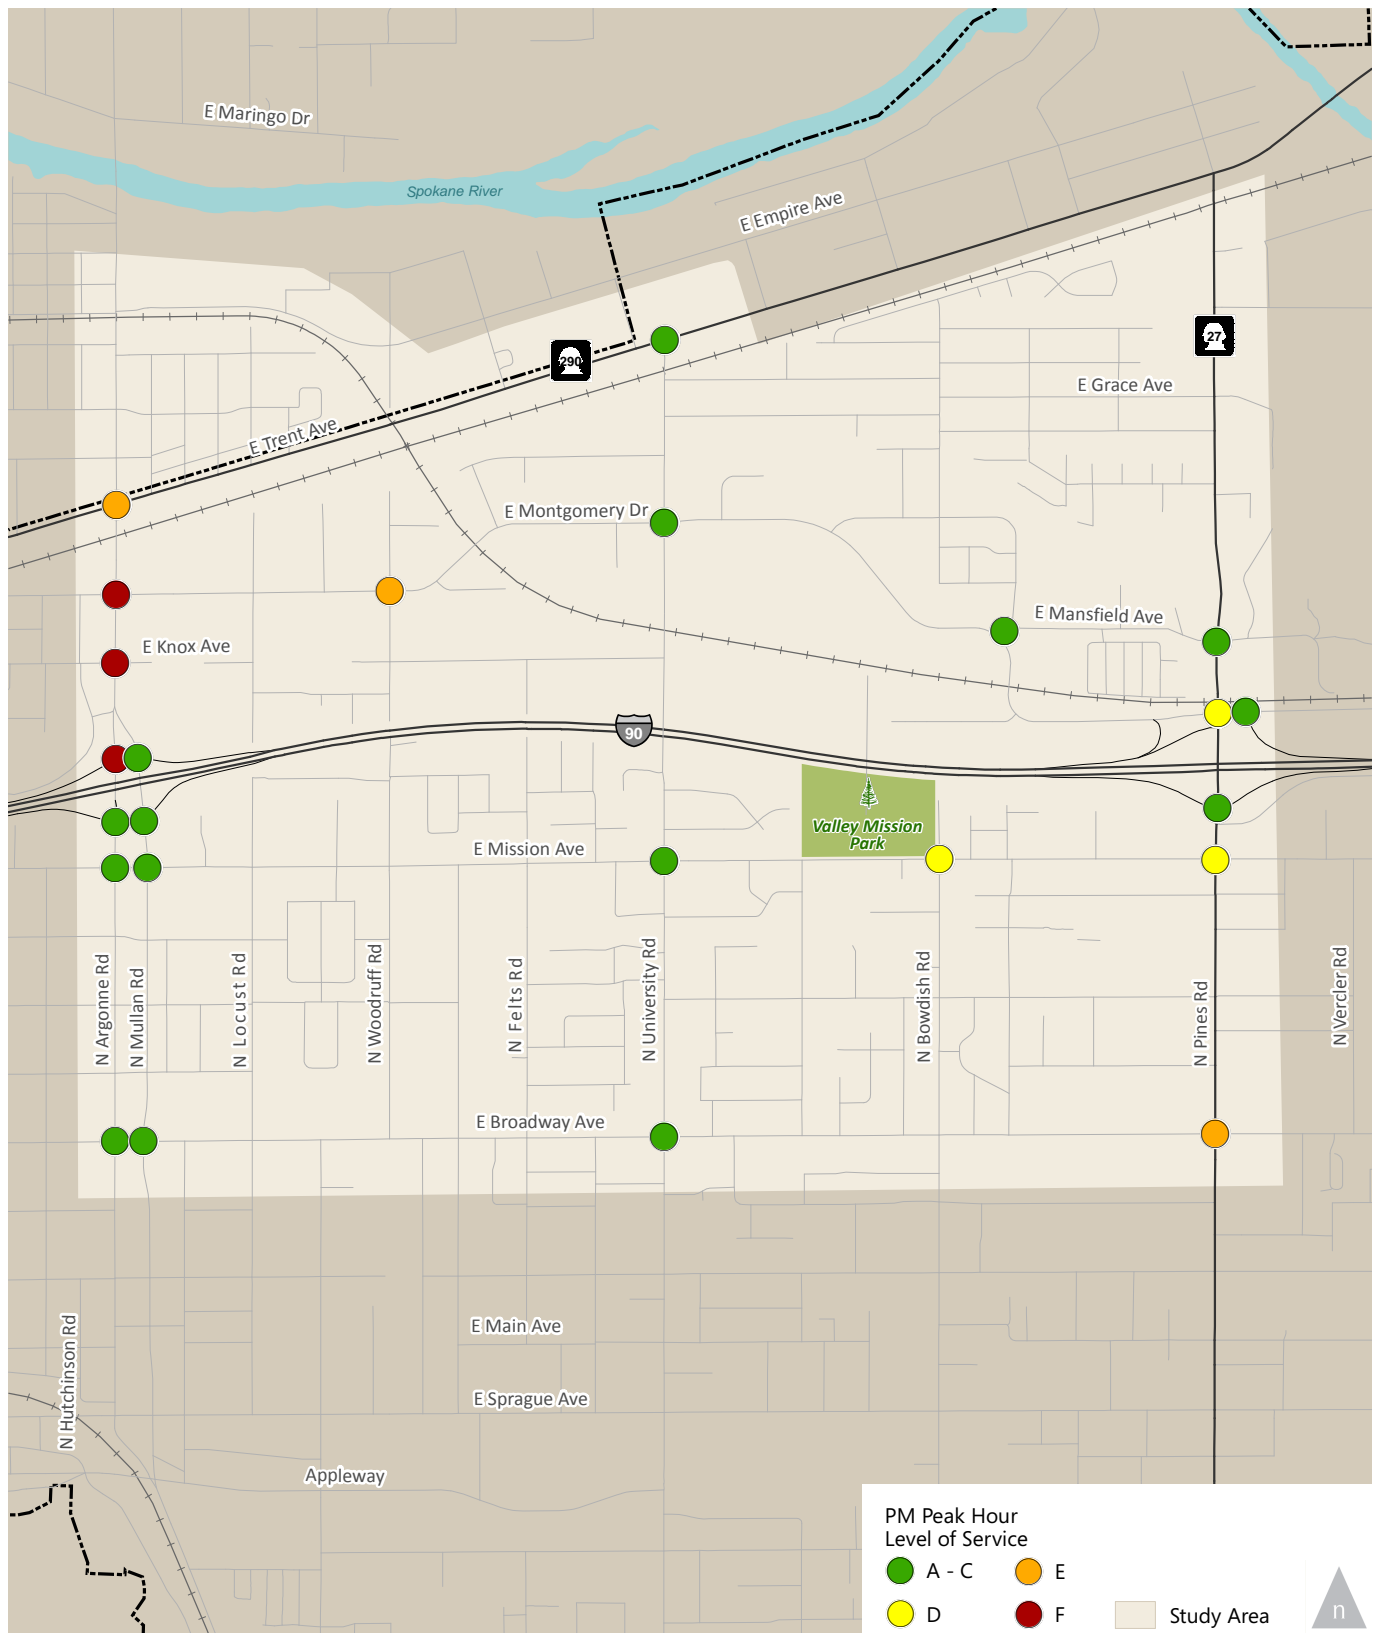 E Maringo Dr
Spokane River
E Empire Ave
27
290
E Grace Ave
E Trent Ave
E Montgomery Dr
E Mansfield Ave
E Knox Ave
90
Valley Mission
Park
E Mission Ave
N Argonne Rd
N Mullan Rd
N Locust Rd
N Woodruff Rd
N Felts Rd
N University Rd
N Bowdish Rd
N Pines Rd
N Vercler Rd
E Broadway Ave
N Hutchinson Rd
E Main Ave
E Sprague Ave
Appleway
PM Peak Hour
Level of Service
A - C
E
D
F
Study Area
n